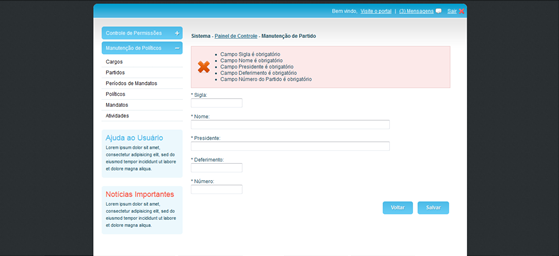 Bem vindo, Visite o portal | (3) Mensagens Sair
Controle de Permissões +
Manutenção de Políticos −
Cargos
Partidos
Períodos de Mandatos
Políticos
Mandatos
Atividades
Ajuda ao Usuário
Lorem ipsum dolor sit amet,
consectetur adipiscing elit, sed do
eiusmod tempor incididunt ut labore
et dolore magna aliqua.
Notícias Importantes
Lorem ipsum dolor sit amet,
consectetur adipiscing elit, sed do
eiusmod tempor incididunt ut labore
et dolore magna aliqua.
Sistema - Painel de Controle - Manutenção de Partido
• Campo Sigla é obrigatório
• Campo Nome é obrigatório
• Campo Presidente é obrigatório
• Campo Deferimento é obrigatório
• Campo Número do Partido é obrigatório
* Sigla:
* Nome:
* Presidente:
* Deferimento:
* Número:
Voltar Salvar